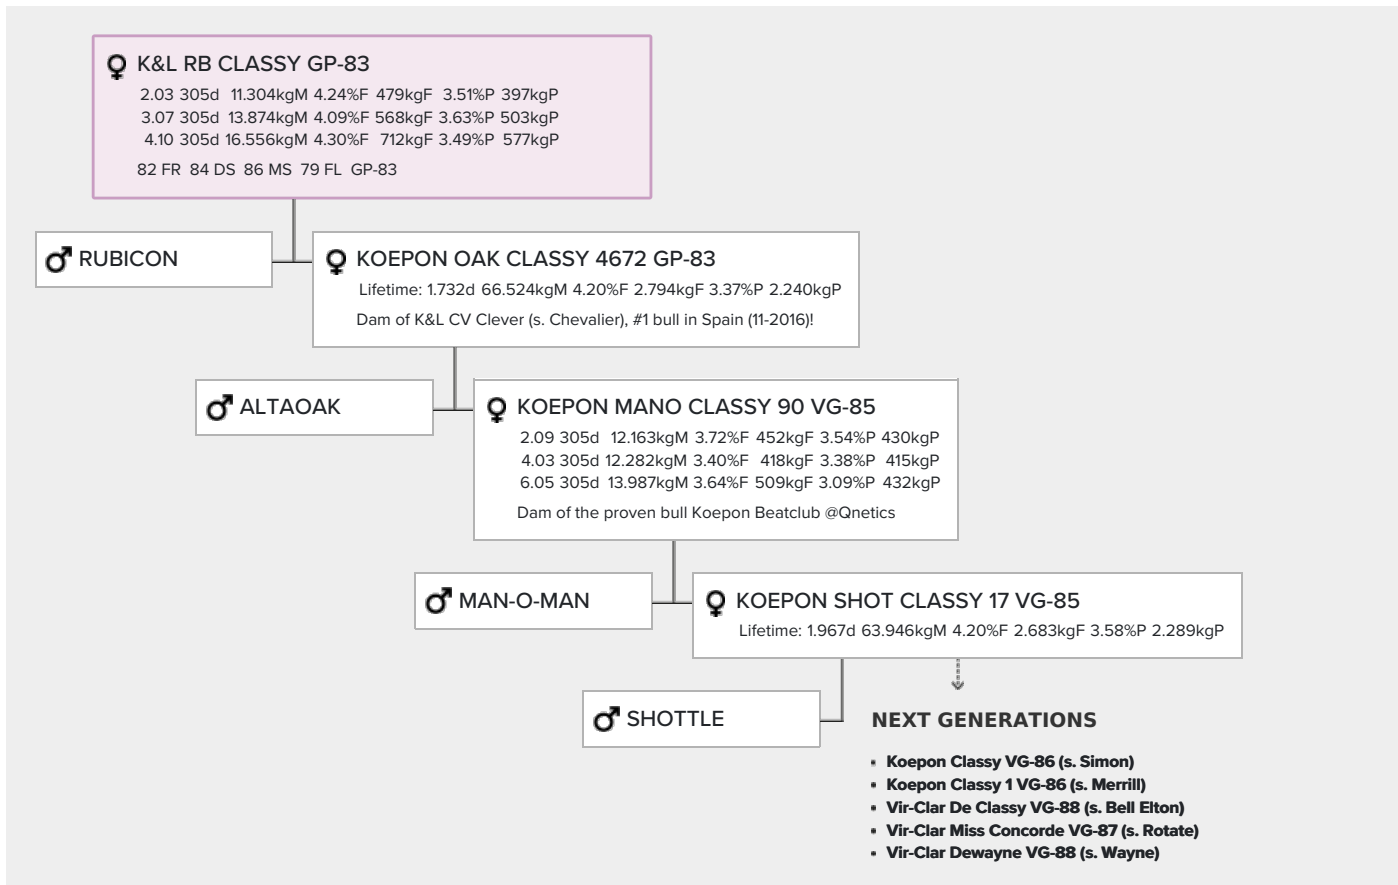 K&L RB CLASSY GP-83
2.03 305d 11.304kgM 4.24%F 479kgF 3.51%P 397kgP
3.07 305d 13.874kgM 4.09%F 568kgF 3.63%P 503kgP
4.10 305d 16.556kgM 4.30%F 712kgF 3.49%P 577kgP
82 FR 84 DS 86 MS 79 FL GP-83
RUBICON
KOEPON OAK CLASSY 4672 GP-83
Lifetime: 1.732d 66.524kgM 4.20%F 2.794kgF 3.37%P 2.240kgP
Dam of K&L CV Clever (s. Chevalier), #1 bull in Spain (11-2016)!
ALTAOAK
KOEPON MANO CLASSY 90 VG-85
2.09 305d 12.163kgM 3.72%F 452kgF 3.54%P 430kgP
4.03 305d 12.282kgM 3.40%F 418kgF 3.38%P 415kgP
6.05 305d 13.987kgM 3.64%F 509kgF 3.09%P 432kgP
Dam of the proven bull Koepon Beatclub @Qnetics
MAN-O-MAN
KOEPON SHOT CLASSY 17 VG-85
Lifetime: 1.967d 63.946kgM 4.20%F 2.683kgF 3.58%P 2.289kgP
SHOTTLE
NEXT GENERATIONS
• Koepon Classy VG-86 (s. Simon)
• Koepon Classy 1 VG-86 (s. Merrill)
• Vir-Clar De Classy VG-88 (s. Bell Elton)
• Vir-Clar Miss Concorde VG-87 (s. Rotate)
• Vir-Clar Dewayne VG-88 (s. Wayne)